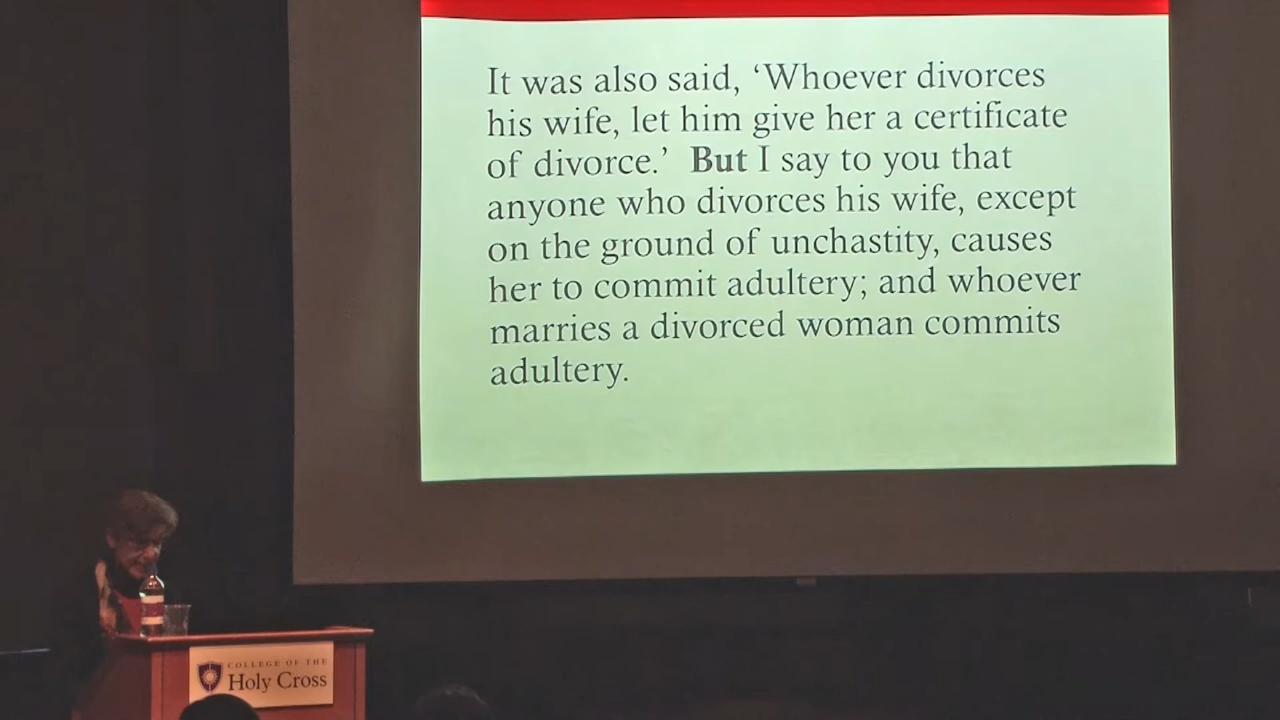 It was also said, ‘Whoever divorces
his wife, let him give her a certificate
of divorce.’ But I say to you that
anyone who divorces his wife, except
on the ground of unchastity, causes
her to commit adultery; and whoever
marries a divorced woman commits
adultery.
COLLEGE OF THE
Holy Cross